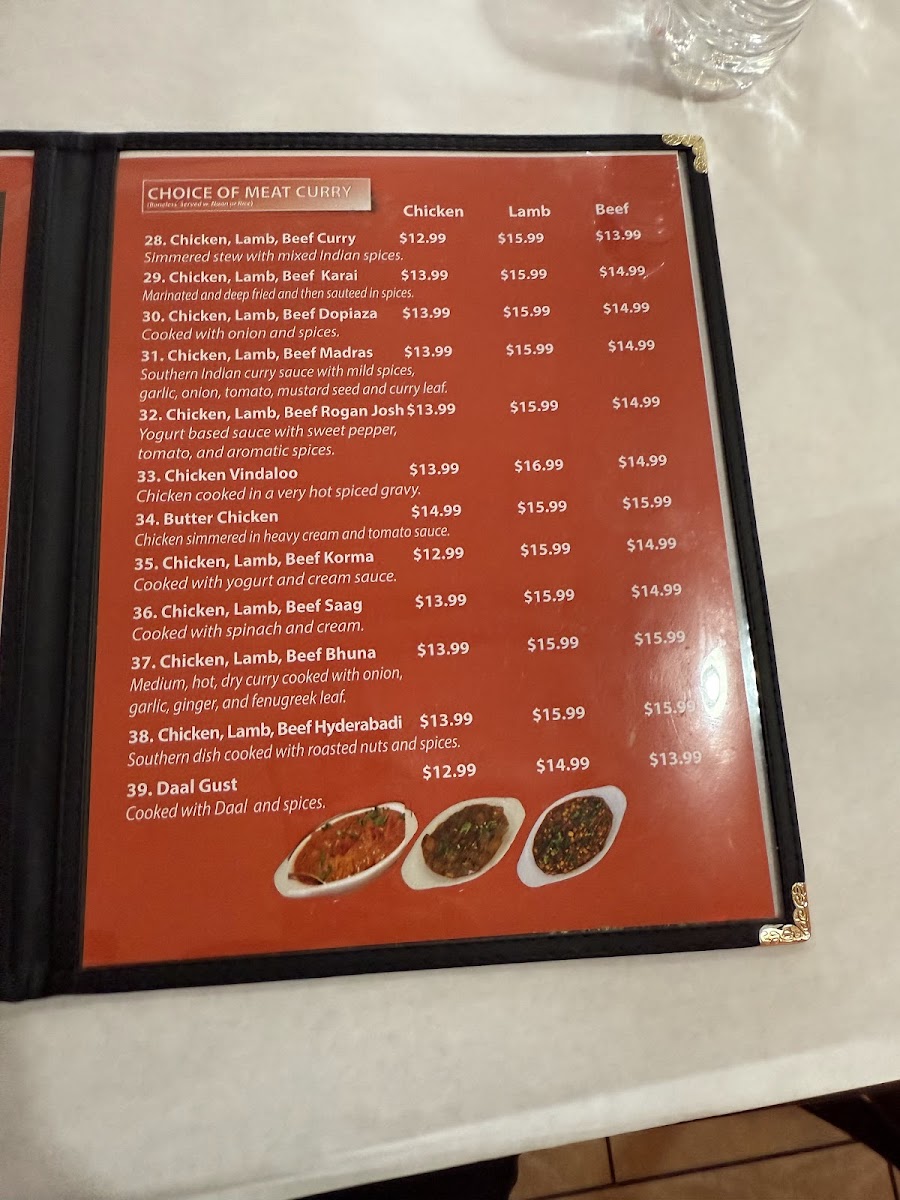 CHOICE OF MEAT CURRY
(Boneless, Served w. Naan or Rice)
Chicken Lamb Beef
28. Chicken, Lamb, Beef Curry $12.99 $15.99 $13.99
Simmered stew with mixed Indian spices.
29. Chicken, Lamb, Beef Karai $13.99 $15.99 $14.99
Marinated and deep fried and then sauteed in spices.
30. Chicken, Lamb, Beef Dopiaza $13.99 $15.99 $14.99
Cooked with onion and spices.
31. Chicken, Lamb, Beef Madras $13.99 $15.99 $14.99
Southern Indian curry sauce with mild spices,
garlic, onion, tomato, mustard seed and curry leaf.
32. Chicken, Lamb, Beef Rogan Josh $13.99 $15.99 $14.99
Yogurt based sauce with sweet pepper,
tomato, and aromatic spices.
33. Chicken Vindaloo $13.99 $16.99 $14.99
Chicken cooked in a very hot spiced gravy.
34. Butter Chicken $14.99 $15.99 $15.99
Chicken simmered in heavy cream and tomato sauce.
35. Chicken, Lamb, Beef Korma $12.99 $15.99 $14.99
Cooked with yogurt and cream sauce.
36. Chicken, Lamb, Beef Saag $13.99 $15.99 $14.99
Cooked with spinach and cream.
37. Chicken, Lamb, Beef Bhuna $13.99 $15.99 $15.99
Medium, hot, dry curry cooked with onion,
garlic, ginger, and fenugreek leaf.
38. Chicken, Lamb, Beef Hyderabadi $13.99 $15.99 $15.99
Southern dish cooked with roasted nuts and spices.
39. Daal Gust $12.99 $14.99 $13.99
Cooked with Daal and spices.